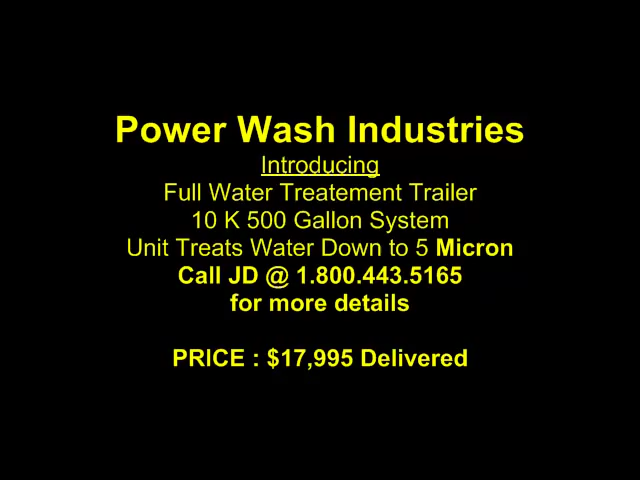 Power Wash Industries
Introducing
Full Water Treatement Trailer
10 K 500 Gallon System
Unit Treats Water Down to 5 Micron
Call JD @ 1.800.443.5165
for more details
PRICE : $17,995 Delivered